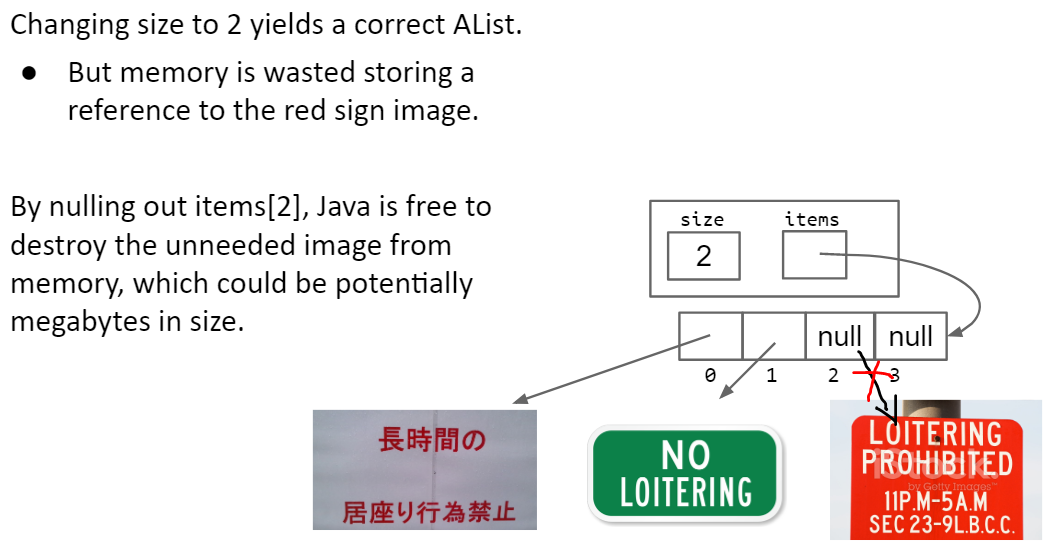 Changing size to 2 yields a correct AList.
● But memory is wasted storing a
reference to the red sign image.
By nulling out items[2], Java is free to
destroy the unneeded image from
memory, which could be potentially
megabytes in size.
size items
2
null null
0 1 2 3
長時間の
居座り行為禁止
NO
LOITERING
LOITERING
PROHIBITED
iStock
by Getty Images™
11P.M-5A.M
SEC 23-9L.B.C.C.